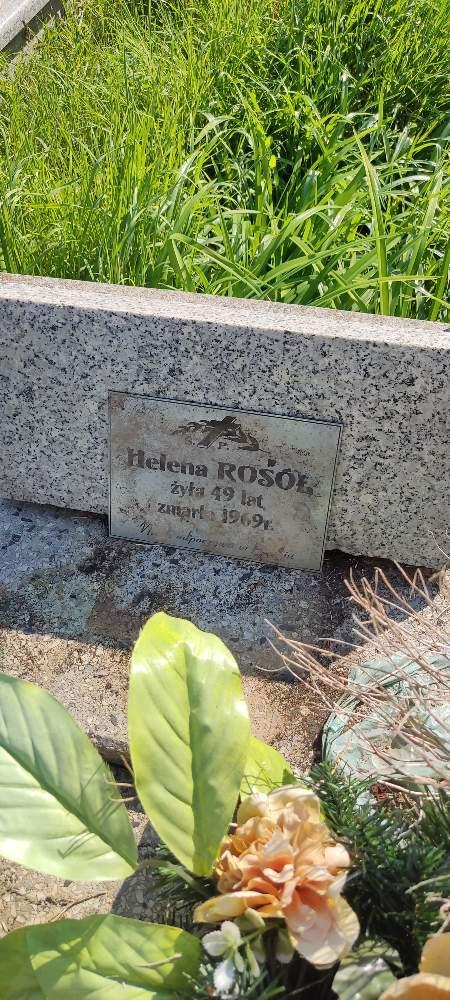 Ś. P.
Helena ROSÓŁ
żyła 49 lat
zmarła 1969r.